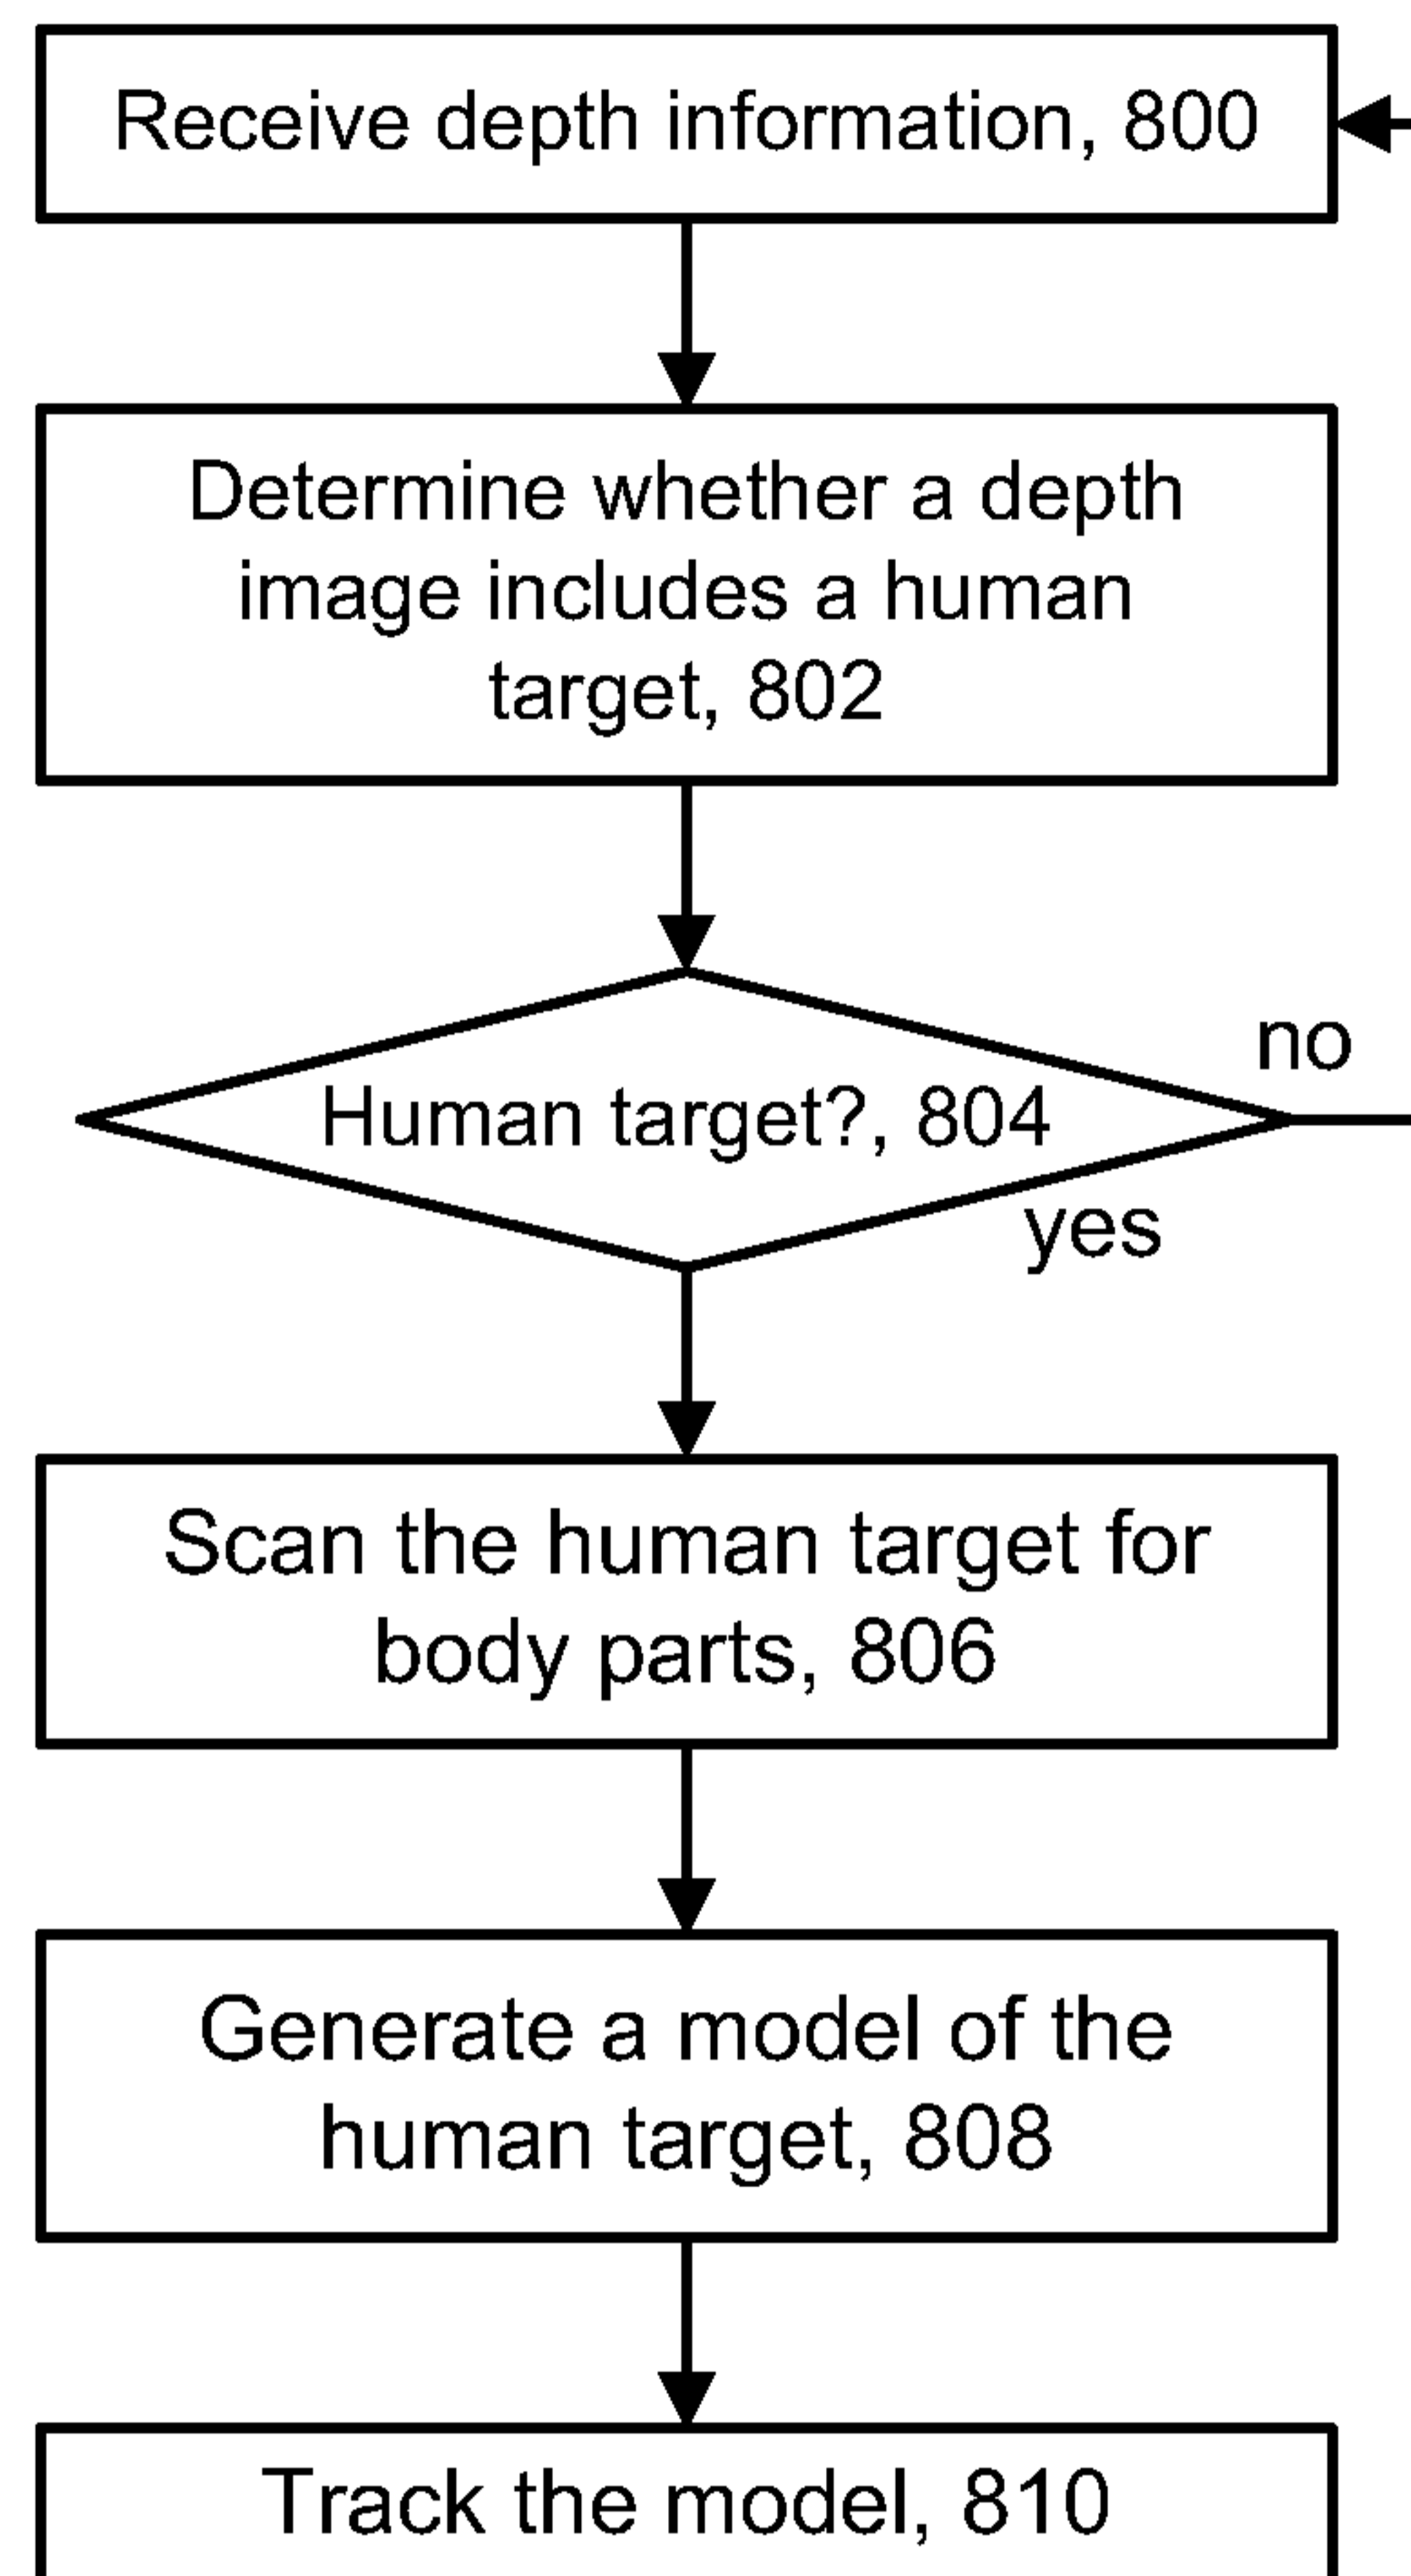 Receive depth information, 800
Determine whether a depth
image includes a human
target, 802
no
Human target?, 804
yes
Scan the human target for
body parts, 806
Generate a model of the
human target, 808
Track the model, 810